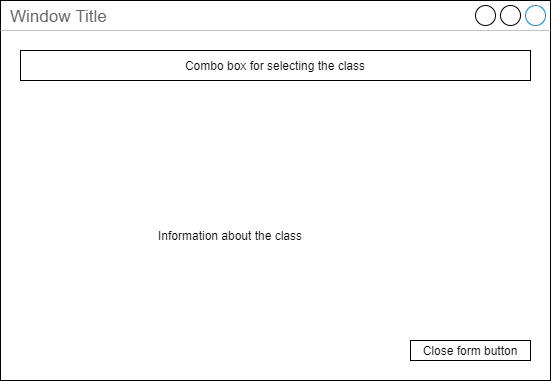 Window Title
Combo box for selecting the class
Information about the class
Close form button